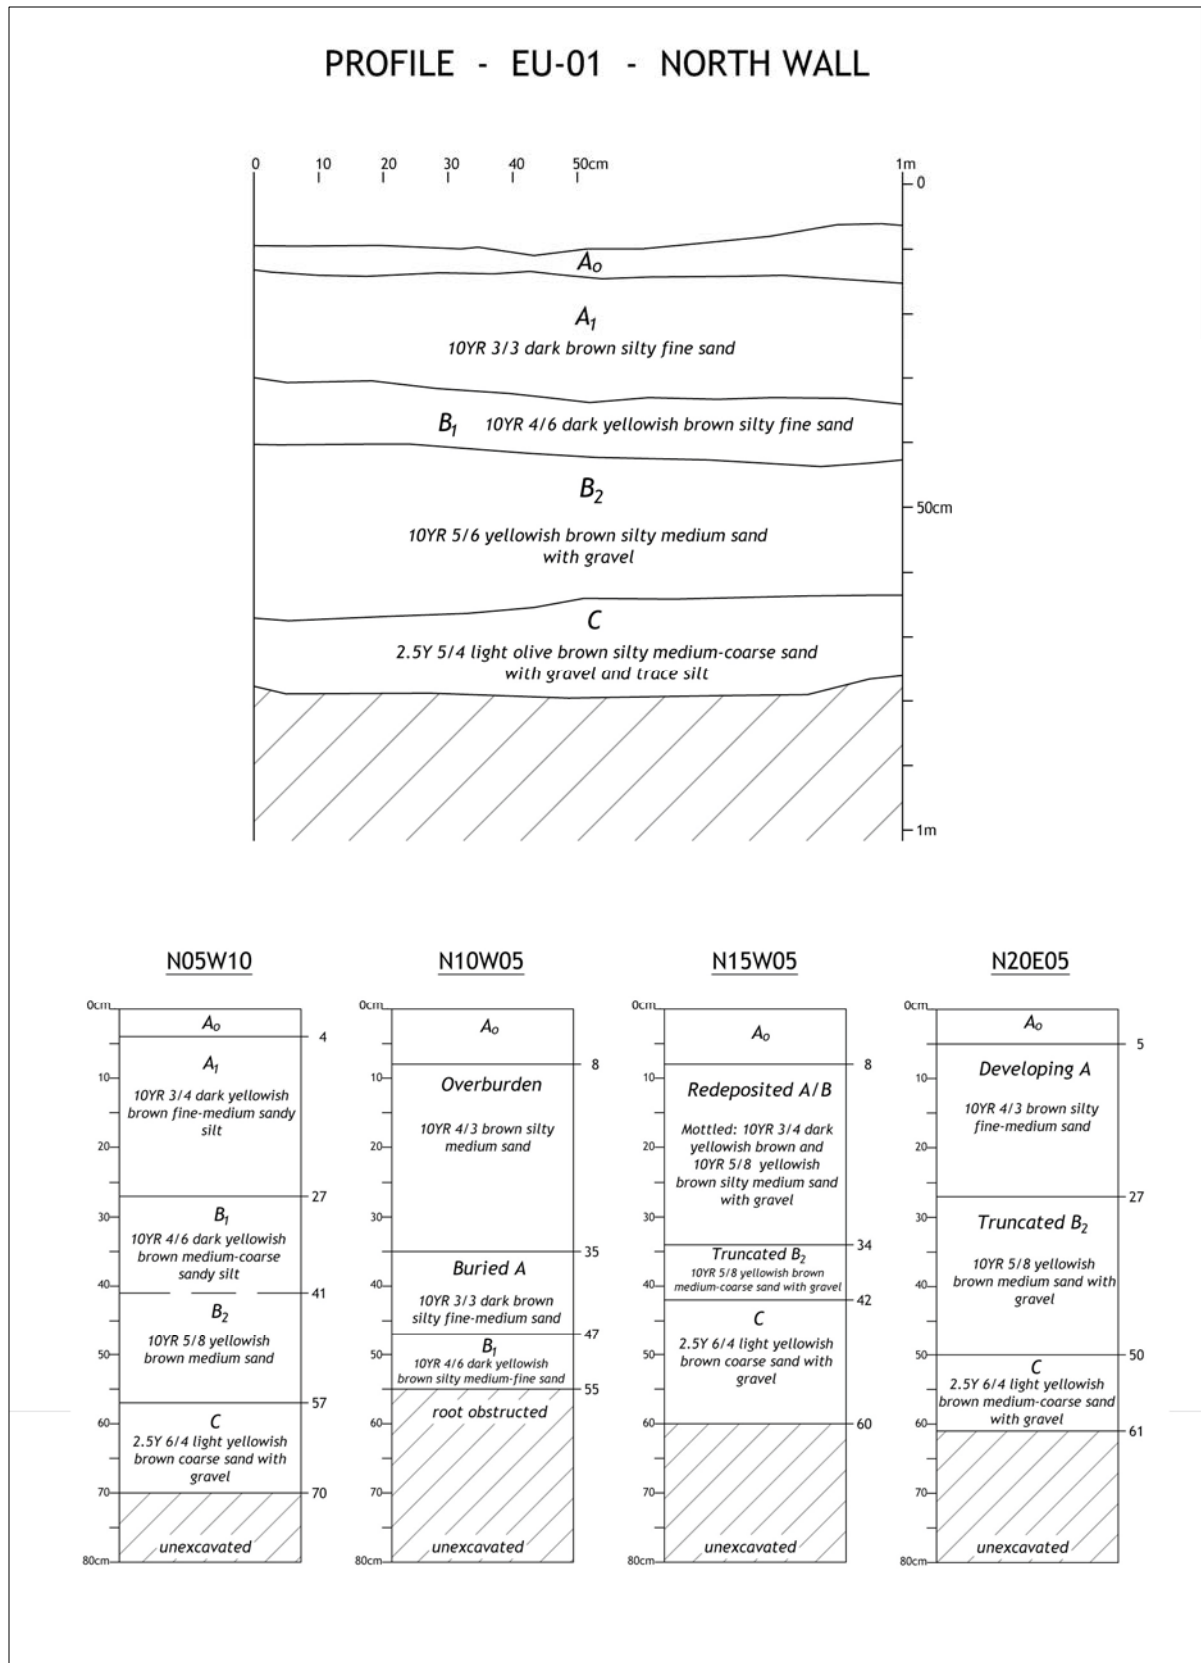 PROFILE - EU-01 - NORTH WALL
0 10 20 30 40 50cm 1m
0
Ao
A1
10YR 3/3 dark brown silty fine sand
B1 10YR 4/6 dark yellowish brown silty fine sand
B2
50cm
10YR 5/6 yellowish brown silty medium sand
with gravel
C
2.5Y 5/4 light olive brown silty medium-coarse sand
with gravel and trace silt
1m
N05W10
0cm
Ao
4
A1
10
10YR 3/4 dark yellowish
brown fine-medium sandy
silt
20
27
30
B1
10YR 4/6 dark yellowish
brown medium-coarse
sandy silt
40
41
B2
10YR 5/8 yellowish
brown medium sand
50
57
60
C
2.5Y 6/4 light yellowish
brown coarse sand with
gravel
70
70
unexcavated
80cm
N10W05
0cm
Ao
8
10
Overburden
10YR 4/3 brown silty
medium sand
20
30
35
Buried A
40
10YR 3/3 dark brown
silty fine-medium sand
47
B1
50
10YR 4/6 dark yellowish
brown silty medium-fine sand
55
root obstructed
60
70
unexcavated
80cm
N15W05
0cm
Ao
8
10
Redeposited A/B
Mottled: 10YR 3/4 dark
yellowish brown and
20
10YR 5/8 yellowish
brown silty medium sand
with gravel
30
34
Truncated B2
10YR 5/8 yellowish brown
medium-coarse sand with gravel
40
42
C
2.5Y 6/4 light yellowish
brown coarse sand with
gravel
50
60
60
70
unexcavated
80cm
N20E05
0cm
Ao
5
Developing A
10
10YR 4/3 brown silty
fine-medium sand
20
27
30
Truncated B2
10YR 5/8 yellowish
brown medium sand with
gravel
40
50
50
C
2.5Y 6/4 light yellowish
brown medium-coarse sand
with gravel
60
61
70
unexcavated
80cm